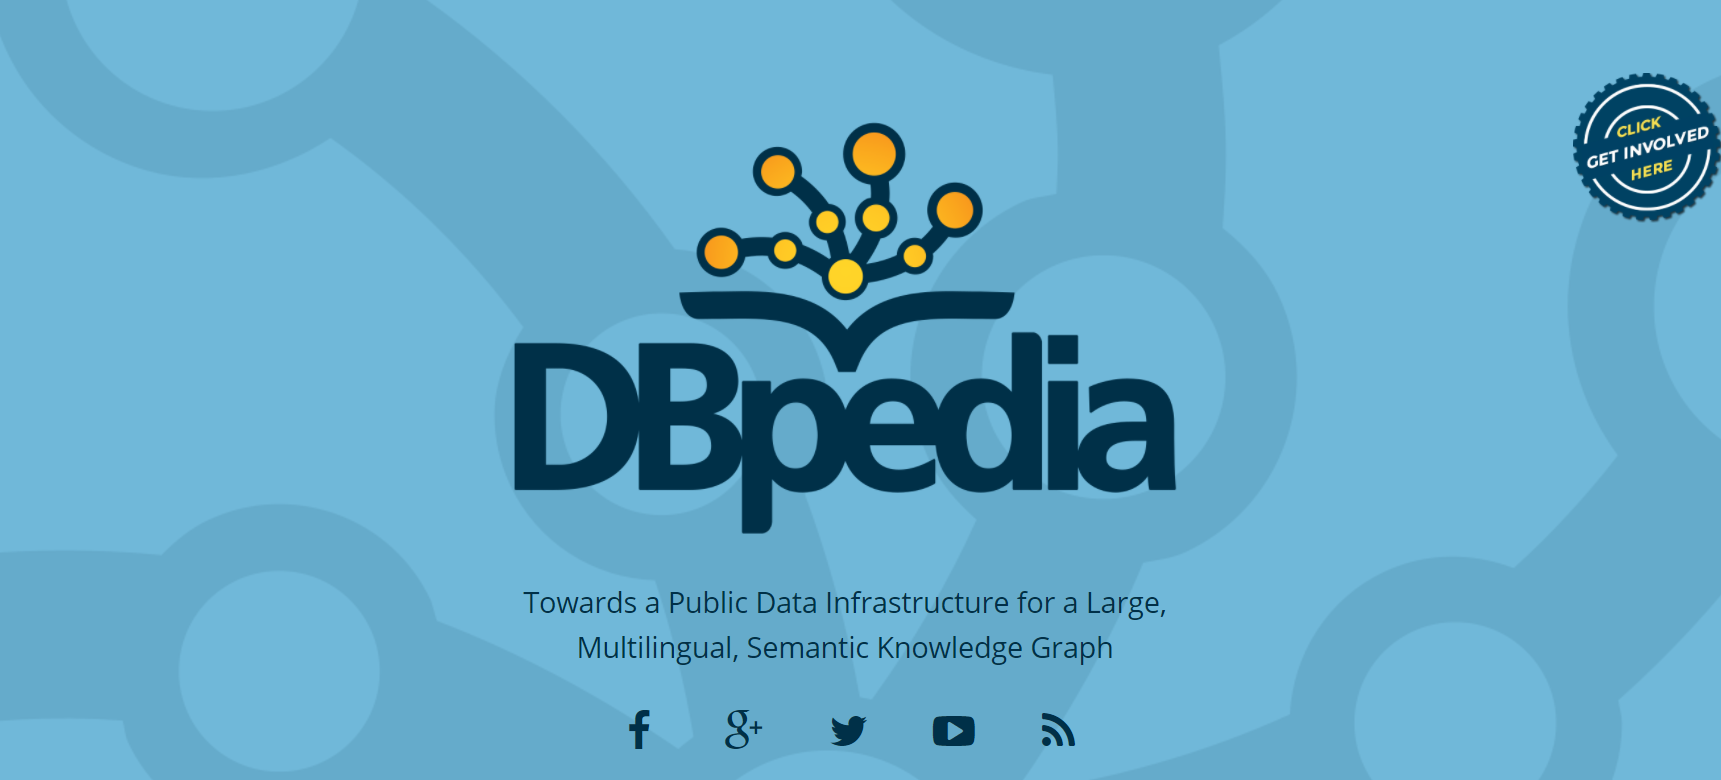 CLICK
GET INVOLVED
HERE
DBpedia
Towards a Public Data Infrastructure for a Large,
Multilingual, Semantic Knowledge Graph
f
g+